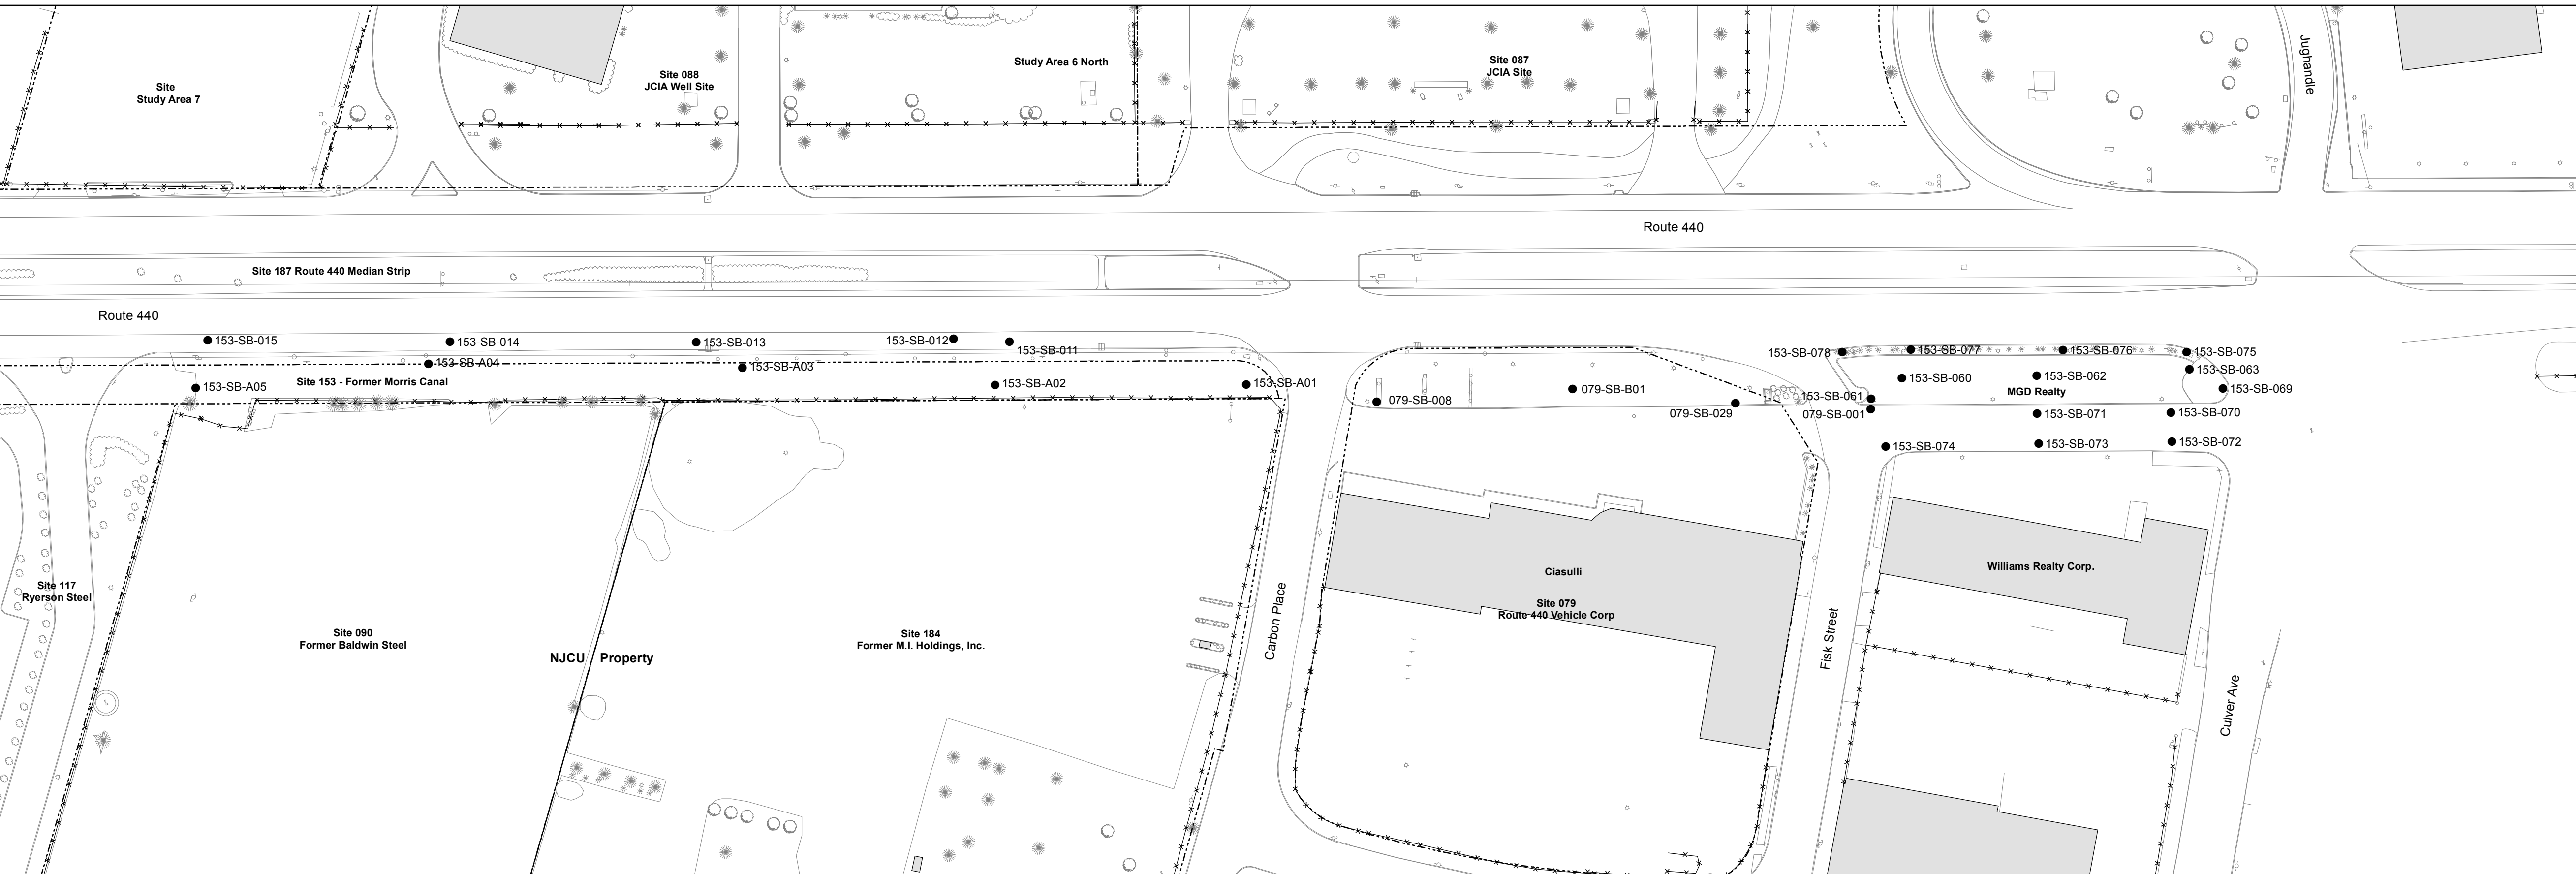 Jughandle
Site
Study Area 7
Site 088
JCIA Well Site
Study Area 6 North
Site 087
JCIA Site
Route 440
Site 187 Route 440 Median Strip
Route 440
153-SB-015
153-SB-014
153-SB-013
153-SB-012
153-SB-011
153-SB-A04
153-SB-A03
153-SB-A05
Site 153 - Former Morris Canal
153-SB-A02
153-SB-A01
079-SB-008
079-SB-B01
079-SB-029
153-SB-078
153-SB-077
153-SB-076
153-SB-075
153-SB-063
153-SB-060
153-SB-062
153-SB-069
MGD Realty
153-SB-061
079-SB-001
153-SB-071
153-SB-070
153-SB-074
153-SB-073
153-SB-072
Site 117
Ryerson Steel
Site 090
Former Baldwin Steel
NJCU Property
Site 184
Former M.I. Holdings, Inc.
Carbon Place
Ciasulli
Site 079
Route 440 Vehicle Corp
Fisk Street
Williams Realty Corp.
Culver Ave